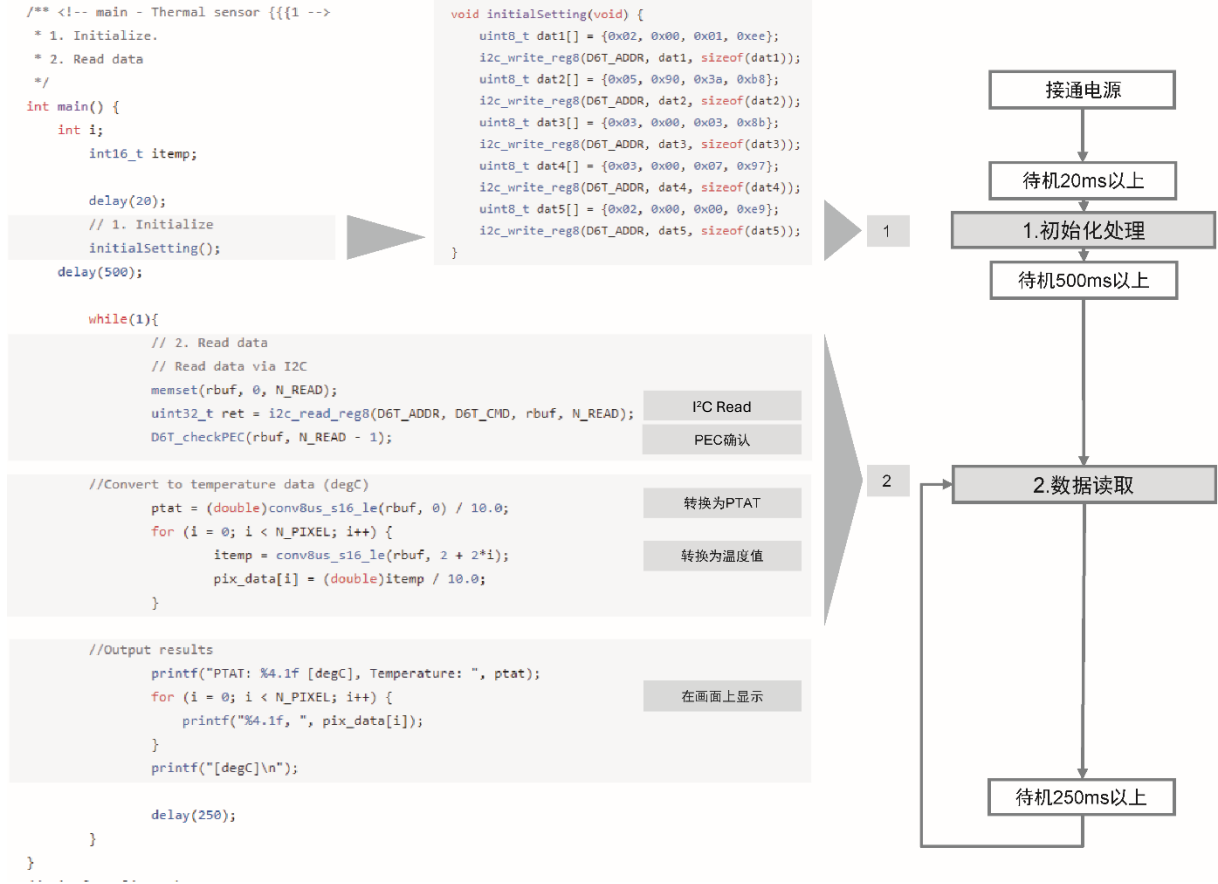 /** <!-- main - Thermal sensor {{{1 -->
* 1. Initialize.
* 2. Read data
*/
int main() {
int i;
int16_t itemp;
delay(20);
// 1. Initialize
initialSetting();
delay(500);
while(1){
// 2. Read data
// Read data via I2C
memset(rbuf, 0, N_READ);
uint32_t ret = i2c_read_reg8(D6T_ADDR, D6T_CMD, rbuf, N_READ);
D6T_checkPEC(rbuf, N_READ - 1);
I²C Read
PEC确认
//Convert to temperature data (degC)
ptat = (double)conv8us_s16_le(rbuf, 0) / 10.0;
for (i = 0; i < N_PIXEL; i++) {
itemp = conv8us_s16_le(rbuf, 2 + 2*i);
pix_data[i] = (double)itemp / 10.0;
}
转换为PTAT
转换为温度值
//Output results
printf("PTAT: %4.1f [degC], Temperature: ", ptat);
for (i = 0; i < N_PIXEL; i++) {
printf("%4.1f, ", pix_data[i]);
}
printf("[degC]\n");
在画面上显示
delay(250);
}
}
void initialSetting(void) {
uint8_t dat1[] = {0x02, 0x00, 0x01, 0xee};
i2c_write_reg8(D6T_ADDR, dat1, sizeof(dat1));
uint8_t dat2[] = {0x05, 0x90, 0x3a, 0xb8};
i2c_write_reg8(D6T_ADDR, dat2, sizeof(dat2));
uint8_t dat3[] = {0x03, 0x00, 0x03, 0x8b};
i2c_write_reg8(D6T_ADDR, dat3, sizeof(dat3));
uint8_t dat4[] = {0x03, 0x00, 0x07, 0x97};
i2c_write_reg8(D6T_ADDR, dat4, sizeof(dat4));
uint8_t dat5[] = {0x02, 0x00, 0x00, 0xe9};
i2c_write_reg8(D6T_ADDR, dat5, sizeof(dat5));
}
1
2
接通电源
待机20ms以上
1.初始化处理
待机500ms以上
2.数据读取
待机250ms以上